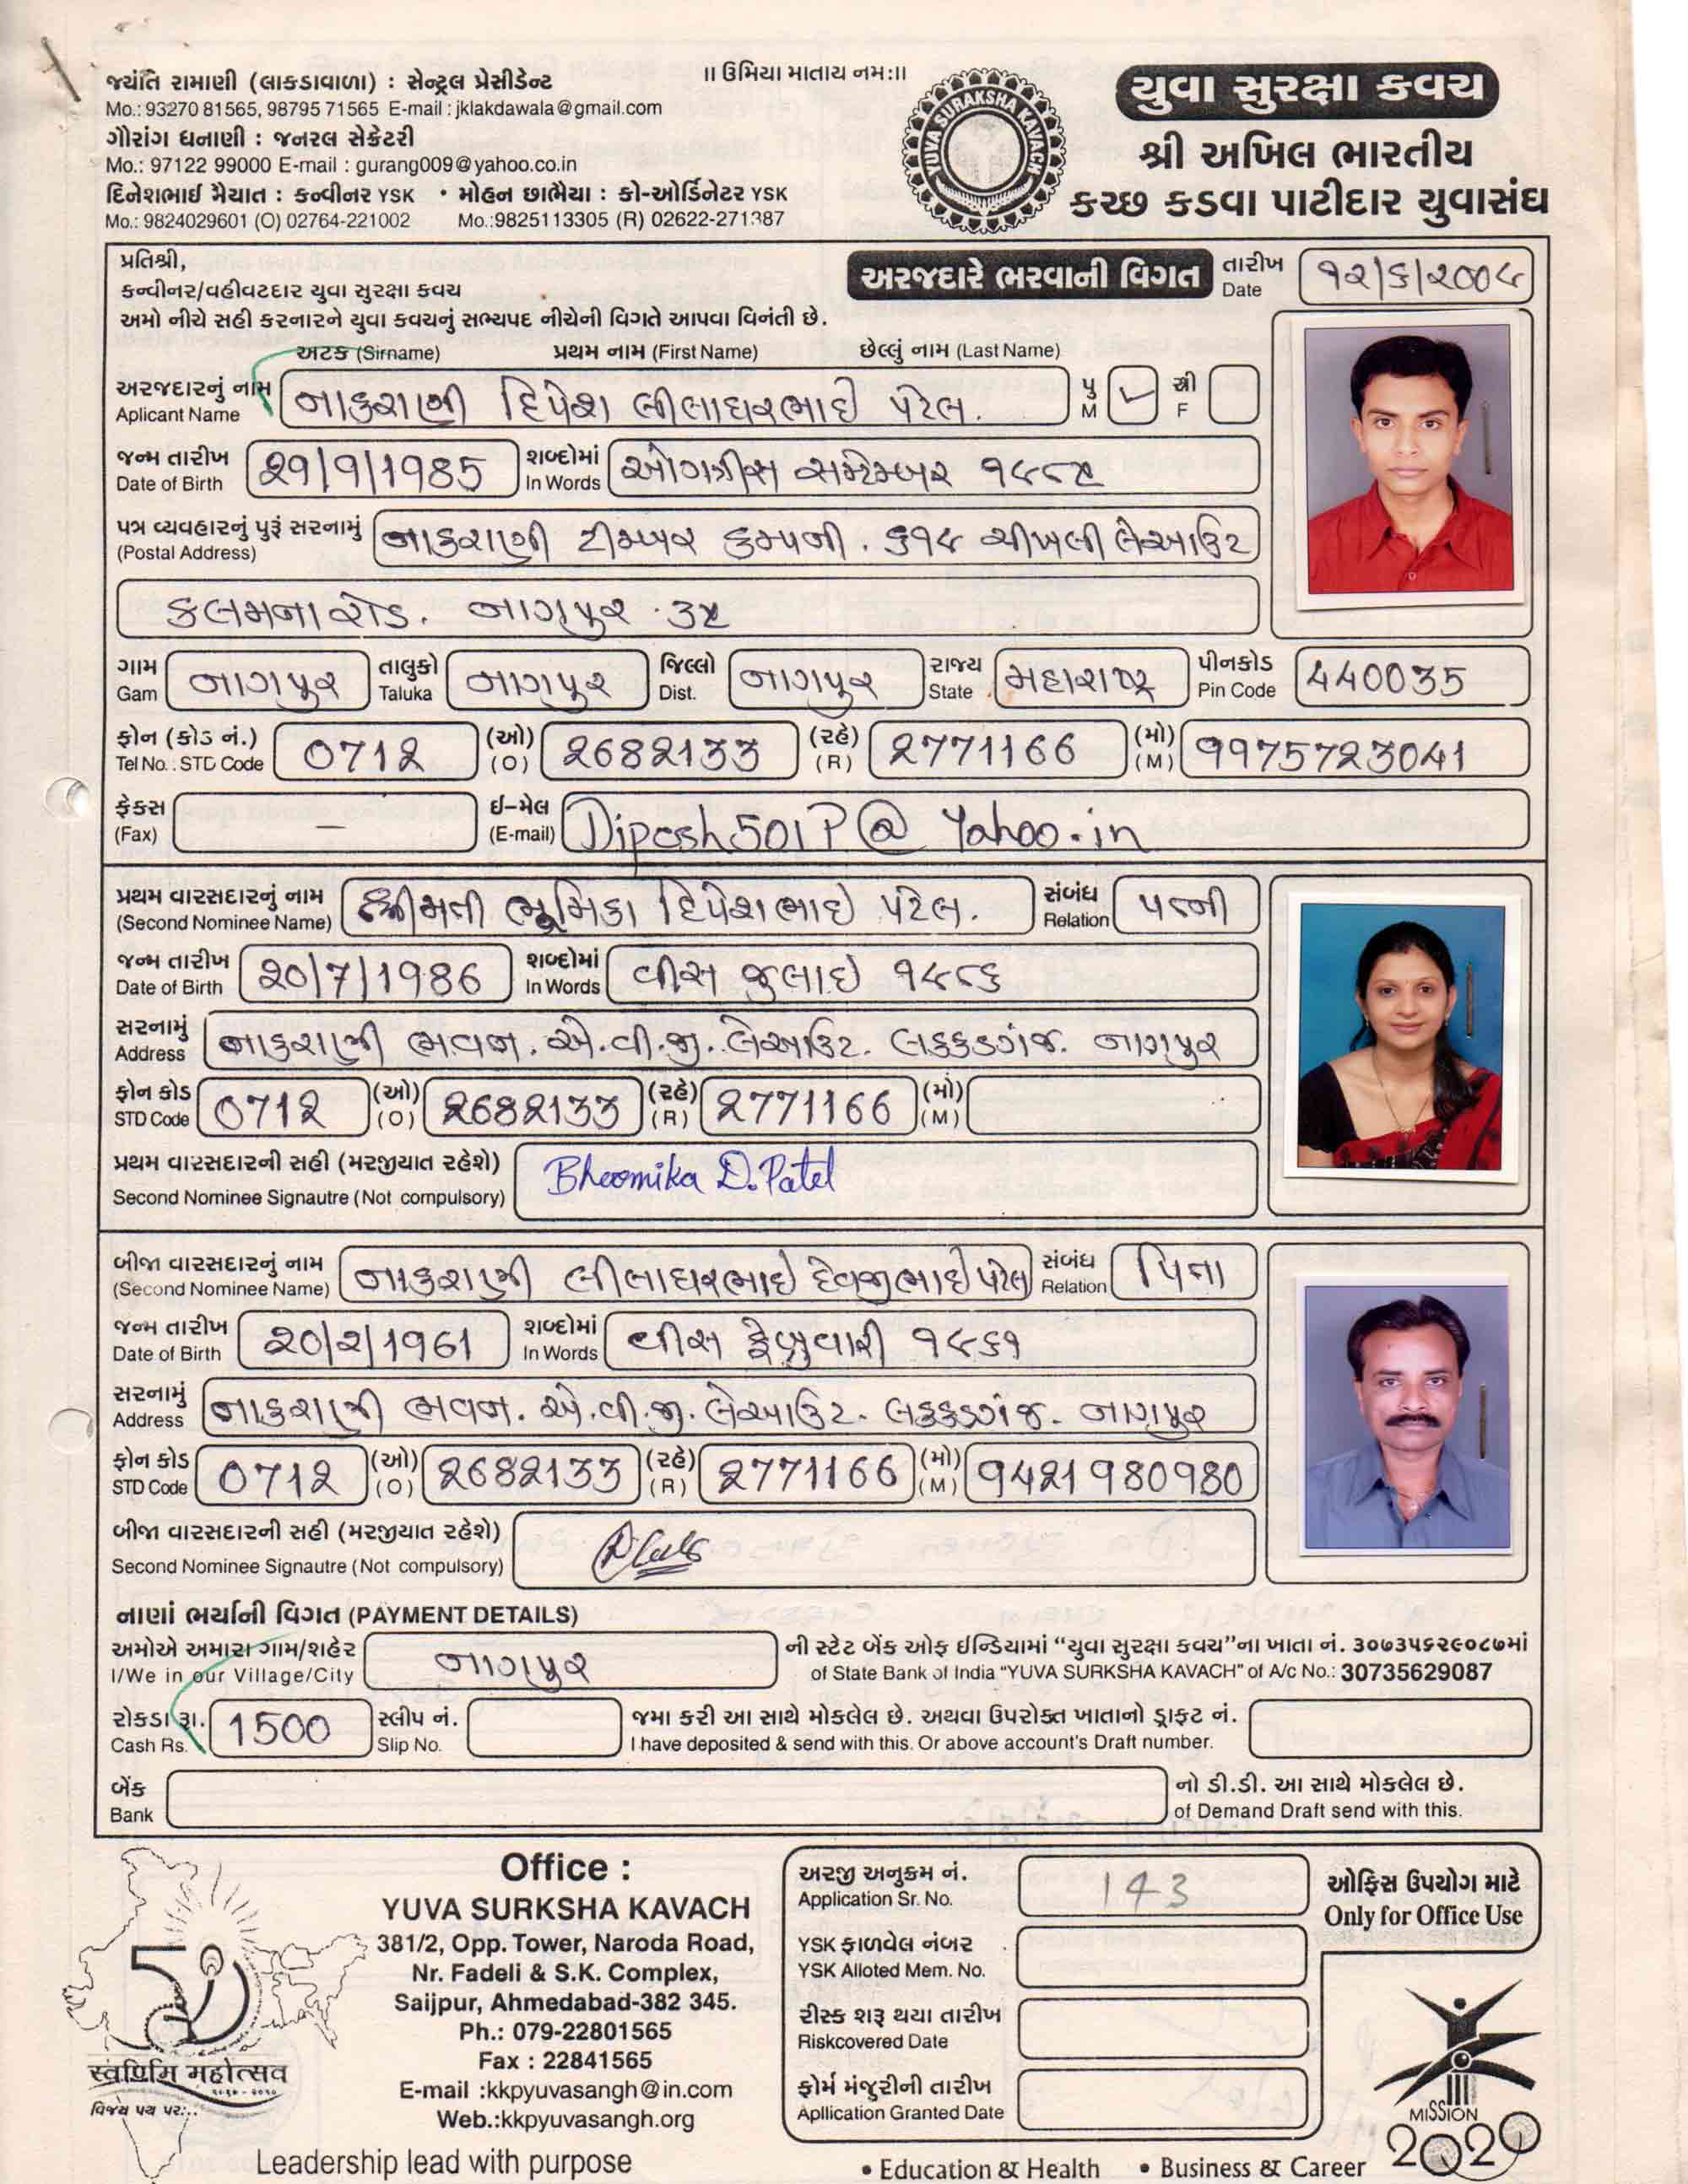 જયંતિ રામાણી (લાકડાવાળા) : સેન્ટ્રલ પ્રેસીડેન્ટ
Mo.: 93270 81565, 98795 71565 E-mail : jklakdawala@gmail.com
ગૌરાંગ ધનાણી : જનરલ સેક્રેટરી
Mo.: 97122 99000 E-mail : gurang009@yahoo.co.in
દિનેશભાઈ મૈયાત : કન્વીનર YSK • મોહન છાભૈયા : કો-ઓર્ડિનેટર YSK
Mo.: 9824029601 (O) 02764-221002 Mo.:9825113305 (R) 02622-271387
॥ ઉમિયા માતાય નમ:॥
YUVA SURAKSHA KAVACH
યુવા સુરક્ષા કવચ
શ્રી અખિલ ભારતીય
કચ્છ કડવા પાટીદાર યુવાસંઘ
પ્રતિશ્રી,
કન્વીનર/વહીવટદાર યુવા સુરક્ષા કવચ
અમો નીચે સહી કરનારને યુવા કવચનું સભ્યપદ નીચેની વિગતે આપવા વિનંતી છે.
અરજદારે ભરવાની વિગત તારીખ Date ૧૨/૬/૨૦૦૯
અટક (Sirname) પ્રથમ નામ (First Name) છેલ્લું નામ (Last Name)
અરજદારનું નામ Aplicant Name નાકરાણી દિપેશ લીલાધરભાઈ પટેલ. પુ M ✓ સ્ત્રી F
જન્મ તારીખ Date of Birth 29/9/1985 શબ્દોમાં In Words ઓગત્રીસ સપ્ટેમ્બર ૧૯૮૫
પત્ર વ્યવહારનું પુરૂં સરનામું (Postal Address) નાકરાણી ટીમ્બર કમ્પની. ૬૧૯ ચીખલી લેઆઉટ
કલમના રોડ. નાગપુર. ૩૫
ગામ Gam નાગપુર તાલુકો Taluka નાગપુર જિલ્લો Dist. નાગપુર રાજ્ય State મહારાષ્ટ્ર પીનકોડ Pin Code 440035
ફોન (કોડ નં.) Tel No.. STD Code 0712 (ઓ) (O) 2682133 (રહે) (R) 2771166 (મો) (M) 9975723041
ફેક્સ (Fax) – ઈ-મેલ (E-mail) Dipesh501P@Yahoo.in
પ્રથમ વારસદારનું નામ (Second Nominee Name) શ્રીમતી ભૂમિકા દિપેશભાઈ પટેલ. સંબંધ Relation પત્ની
જન્મ તારીખ Date of Birth 20/7/1986 શબ્દોમાં In Words વીસ જુલાઈ ૧૯૮૬
સરનામું Address નાકરાણી ભવન. એ.વી.જી. લેઆઉટ. લકકડગંજ. નાગપુર
ફોન કોડ STD Code 0712 (ઓ) (O) 2682133 (રહે) (R) 2771166 (મો) (M)
પ્રથમ વારસદારની સહી (મરજીયાત રહેશે) Second Nominee Signautre (Not compulsory) Bhoomika D. Patel
બીજા વારસદારનું નામ (Second Nominee Name) નાકરાણી લીલાધરભાઈ દેવજીભાઈ પટેલ સંબંધ Relation પિતા
જન્મ તારીખ Date of Birth 20/2/1961 શબ્દોમાં In Words વીસ ફેબ્રુવારી ૧૯૬૧
સરનામું Address નાકરાણી ભવન. એ.વી.જી. લેઆઉટ. લકકડગંજ. નાગપુર
ફોન કોડ STD Code 0712 (ઓ) (O) 2682133 (રહે) (R) 2771166 (મો) (M) 9421980980
બીજા વારસદારની સહી (મરજીયાત રહેશે) Second Nominee Signautre (Not compulsory)
નાણાં ભર્યાની વિગત (PAYMENT DETAILS)
અમોએ અમારા ગામ/શહેર I/We in our Village/City નાગપુર ની સ્ટેટ બેંક ઓફ ઈન્ડિયામાં “યુવા સુરક્ષા કવચ”ના ખાતા નં. ૩૦૭૩૫૬૨૯૦૮૭માં
of State Bank of India “YUVA SURKSHA KAVACH” of A/c No.: 30735629087
રોકડા રૂા. Cash Rs. 1500 સ્લીપ નં. Slip No. જમા કરી આ સાથે મોકલેલ છે. અથવા ઉપરોક્ત ખાતાનો ડ્રાફ્ટ નં.
I have deposited & send with this. Or above account's Draft number.
બેંક Bank નો ડી.ડી. આ સાથે મોકલેલ છે.
of Demand Draft send with this.
Office :
YUVA SURKSHA KAVACH
381/2, Opp. Tower, Naroda Road,
Nr. Fadeli & S.K. Complex,
Saijpur, Ahmedabad-382 345.
Ph.: 079-22801565
Fax : 22841565
E-mail :kkpyuvasangh@in.com
Web.:kkpyuvasangh.org
અરજી અનુક્રમ નં. Application Sr. No. 143
YSK ફાળવેલ નંબર YSK Alloted Mem. No.
રીસ્ક શરૂ થયા તારીખ Riskcovered Date
ફોર્મ મંજુરીની તારીખ Apllication Granted Date
ઓફિસ ઉપયોગ માટે
Only for Office Use
50
स्वर्णिम महोत्सव
વિજય પથ પર...
MISSION
2020
Leadership lead with purpose • Education & Health • Business & Career